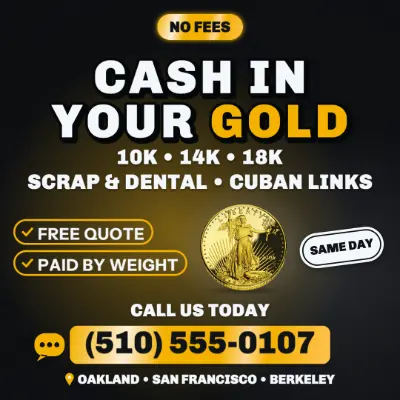 NO FEES
CASH IN
YOUR GOLD
10K • 14K • 18K
SCRAP & DENTAL • CUBAN LINKS
FREE QUOTE
PAID BY WEIGHT
LIBERTY
SAME DAY
CALL US TODAY
(510) 555-0107
OAKLAND • SAN FRANCISCO • BERKELEY